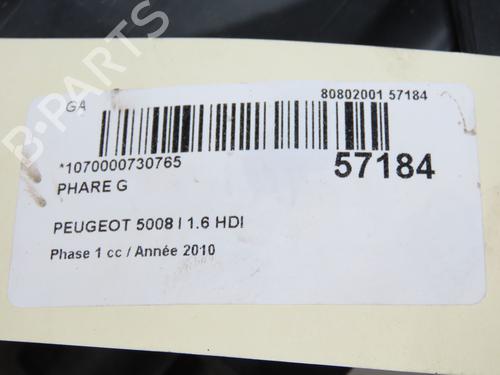 GA
80802001 57184
*1070000730765
57184
PHARE G
PEUGEOT 5008 I 1.6 HDI
Phase 1 cc / Année 2010
B-PARTS